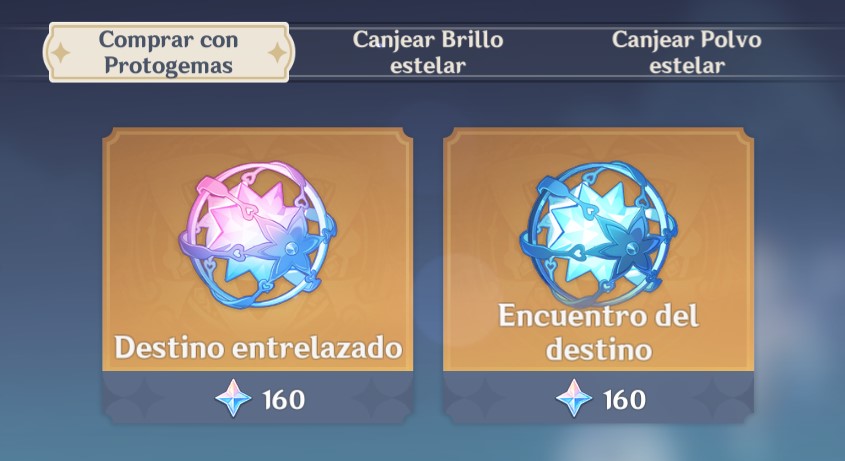 Comprar con
Protogemas
Canjear Brillo
estelar
Canjear Polvo
estelar
Destino entrelazado
160
Encuentro del
destino
160